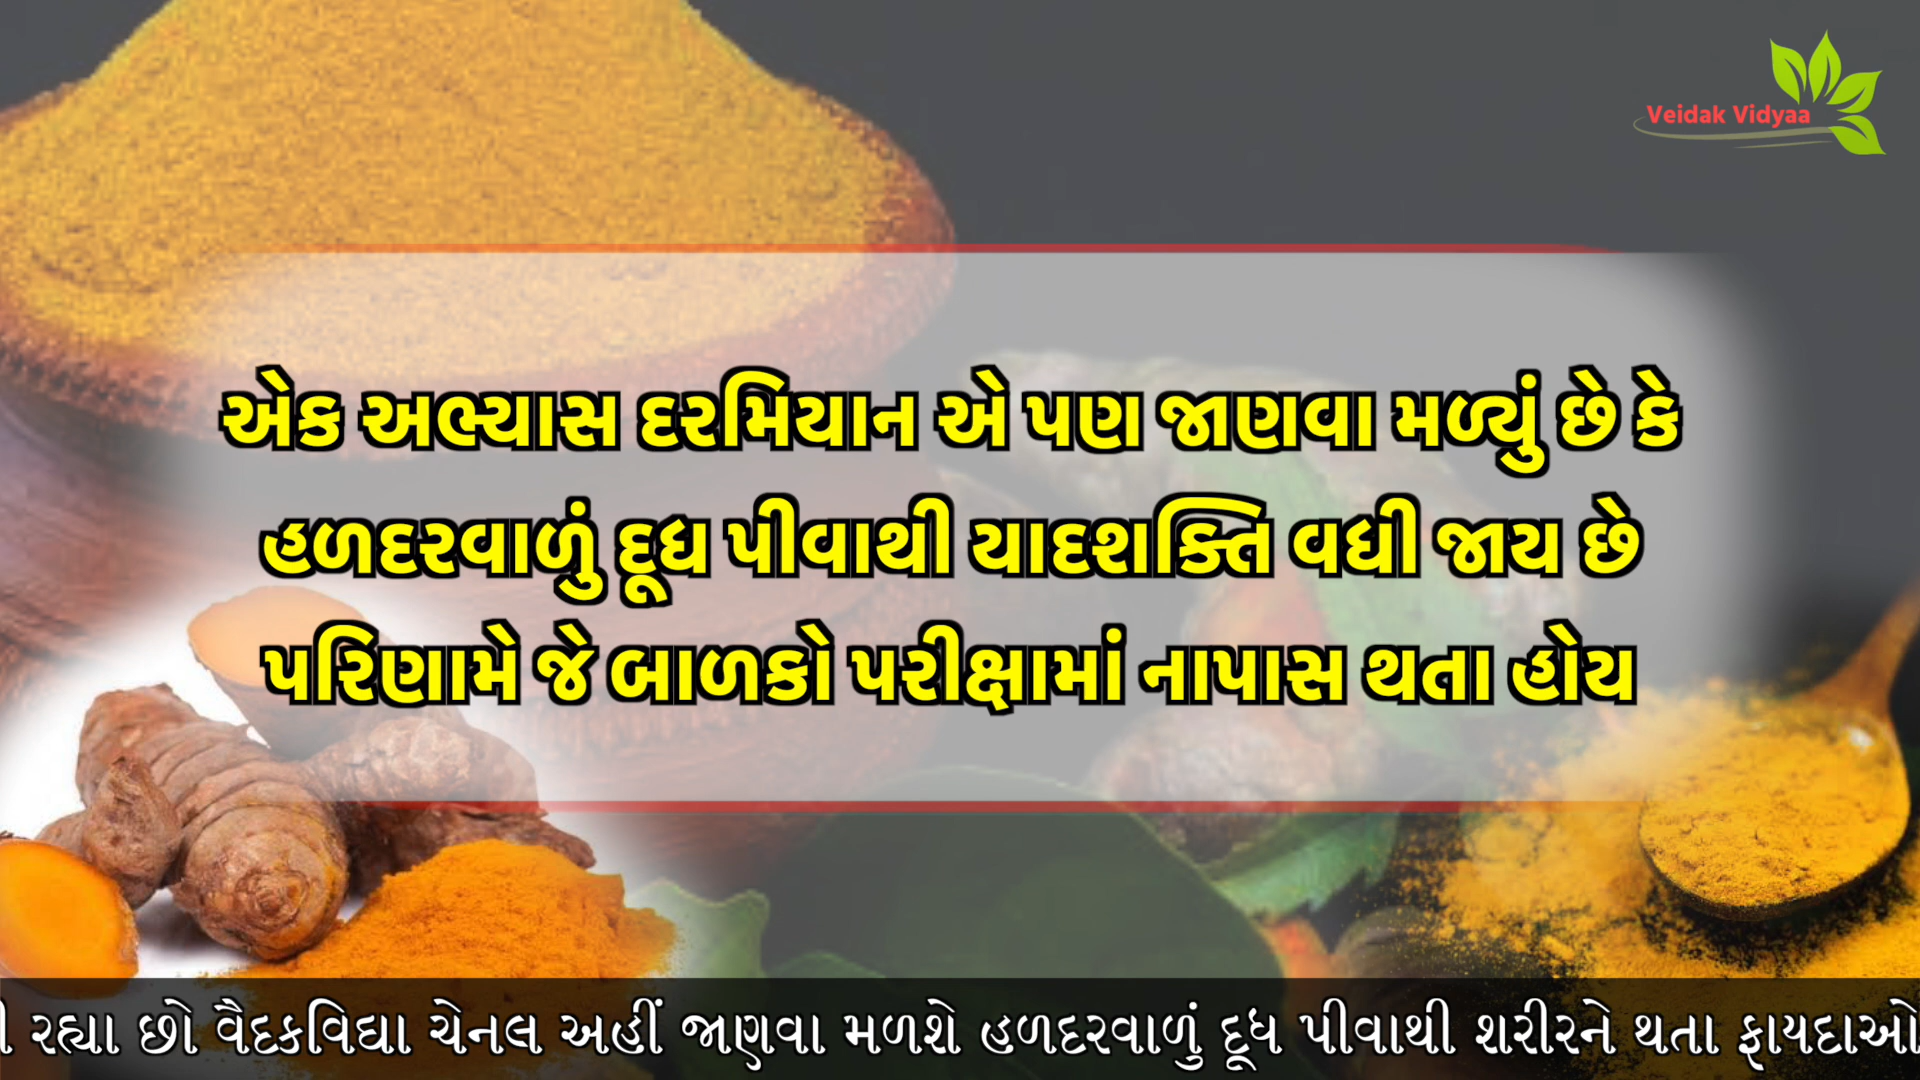 Veidak Vidyaa
એક અભ્યાસ દરમિયાન એ પણ જાણવા મળ્યું છે કે
હળદરવાળું દૂધ પીવાથી યાદશક્તિ વધી જાય છે
પરિણામે જે બાળકો પરીક્ષામાં નાપાસ થતા હોય
રહ્યા છો વૈદકવિદ્યા ચેનલ અહીં જાણવા મળશે હળદરવાળું દૂધ પીવાથી શરીરને થતા ફાયદાઓ